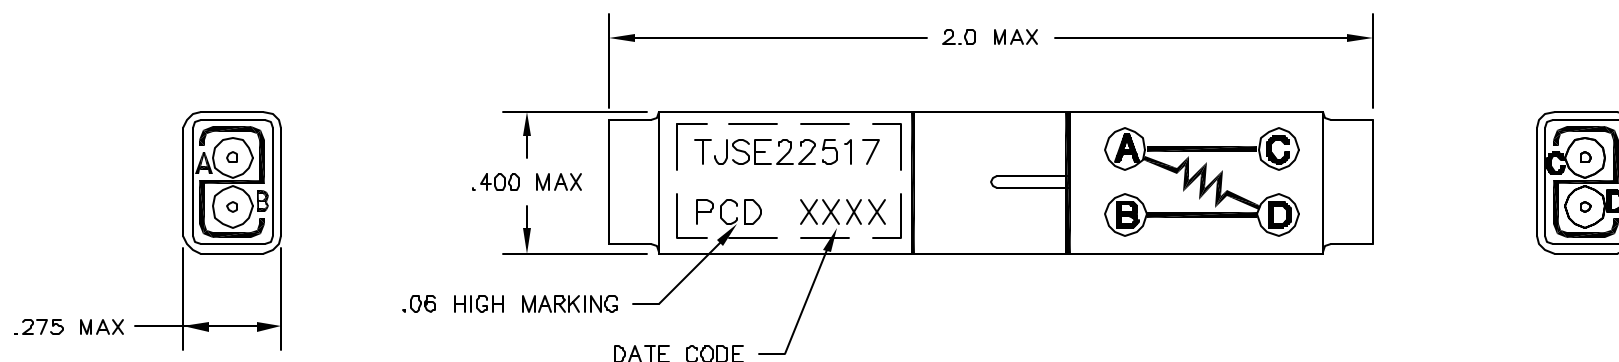 2.0 MAX
A
B
.400 MAX
TJSE22517
PCD XXXX
A C
B D
C
D
.06 HIGH MARKING
.275 MAX
DATE CODE